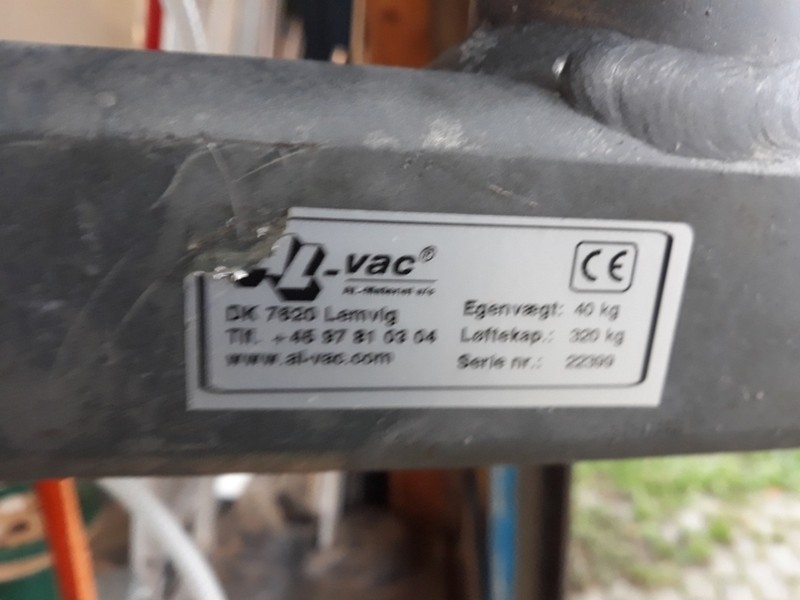 AL-vac®
AL-Materiel a/s
DK 7620 Lemvig
Tlf. +45 97 81 03 04
www.al-vac.com
CE
Egenvægt: 40 kg
Løftekap.: 320 kg
Serie nr.: 22399